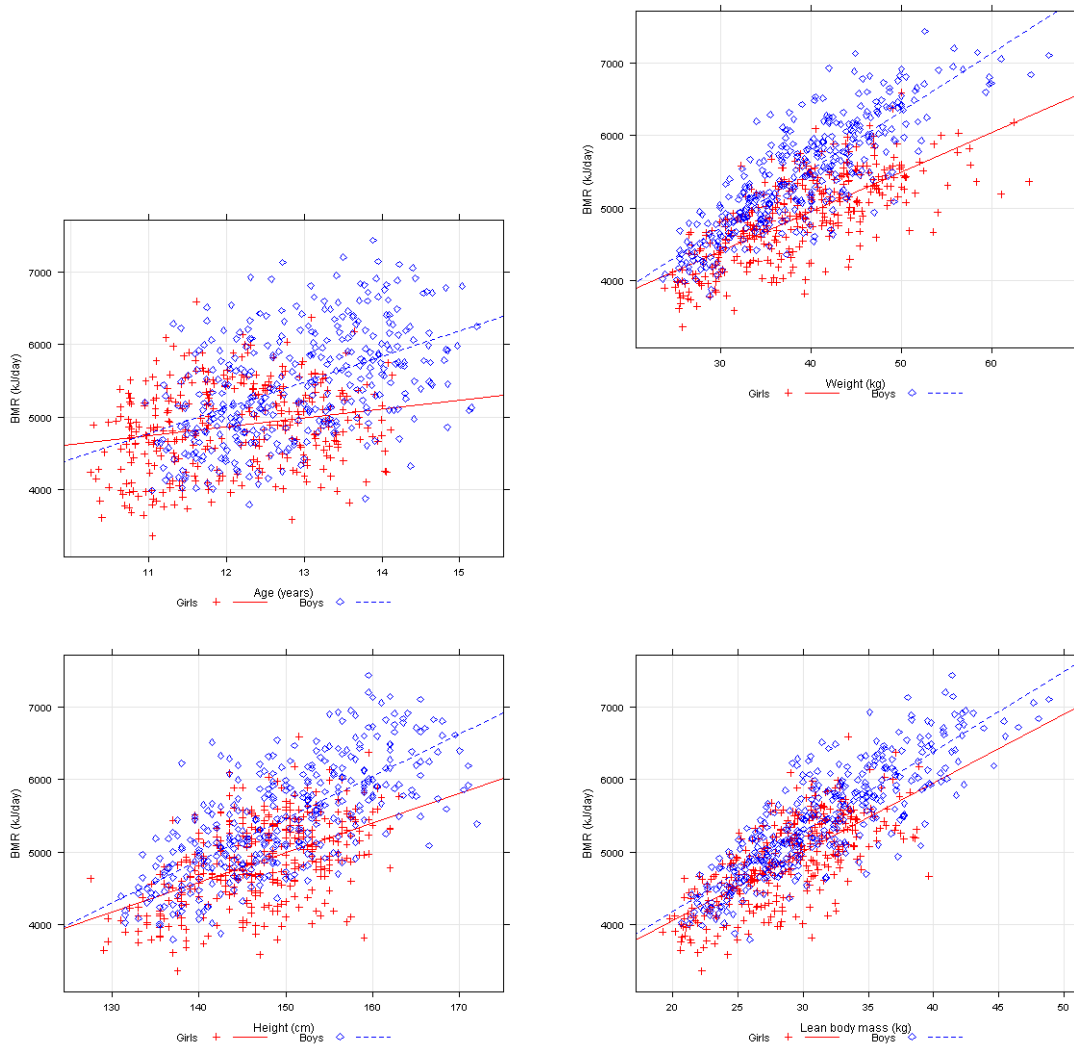 7000
6000
5000
4000
BMR (kJ/day)
30
40
50
60
Weight (kg)
Girls
Boys
7000
6000
5000
4000
BMR (kJ/day)
11
12
13
14
15
Age (years)
Girls
Boys
7000
6000
5000
4000
BMR (kJ/day)
130
140
150
160
170
Height (cm)
Girls
Boys
7000
6000
5000
4000
BMR (kJ/day)
20
25
30
35
40
45
50
Lean body mass (kg)
Girls
Boys